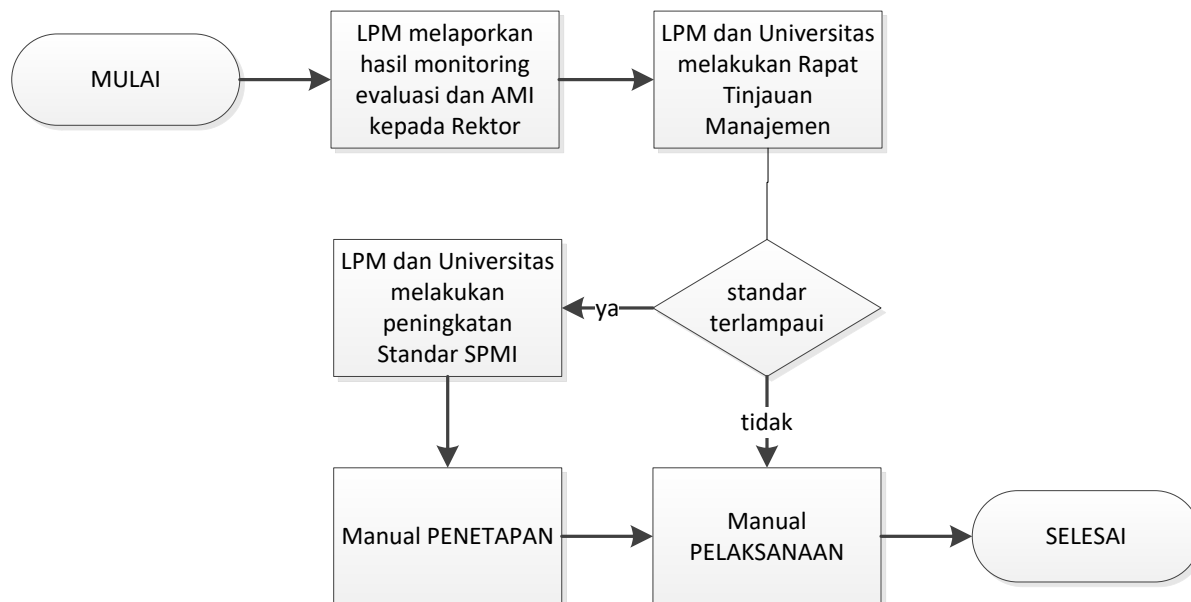 MULAI
LPM melaporkan
hasil monitoring
evaluasi dan AMI
kepada Rektor
LPM dan Universitas
melakukan Rapat
Tinjauan
Manajemen
standar
terlampaui
ya
LPM dan Universitas
melakukan
peningkatan
Standar SPMI
tidak
Manual PENETAPAN
Manual
PELAKSANAAN
SELESAI